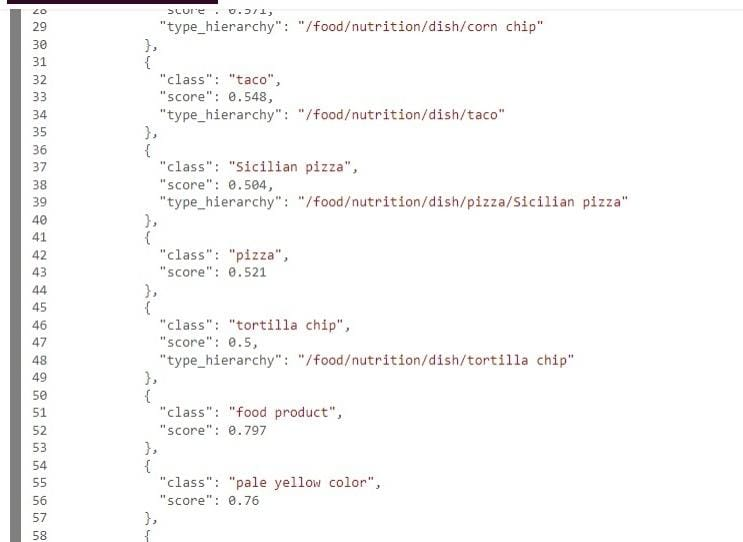 28 "score": 0.571,
29 "type_hierarchy": "/food/nutrition/dish/corn chip"
30 },
31 {
32 "class": "taco",
33 "score": 0.548,
34 "type_hierarchy": "/food/nutrition/dish/taco"
35 },
36 {
37 "class": "Sicilian pizza",
38 "score": 0.504,
39 "type_hierarchy": "/food/nutrition/dish/pizza/Sicilian pizza"
40 },
41 {
42 "class": "pizza",
43 "score": 0.521
44 },
45 {
46 "class": "tortilla chip",
47 "score": 0.5,
48 "type_hierarchy": "/food/nutrition/dish/tortilla chip"
49 },
50 {
51 "class": "food product",
52 "score": 0.797
53 },
54 {
55 "class": "pale yellow color",
56 "score": 0.76
57 },
58 {